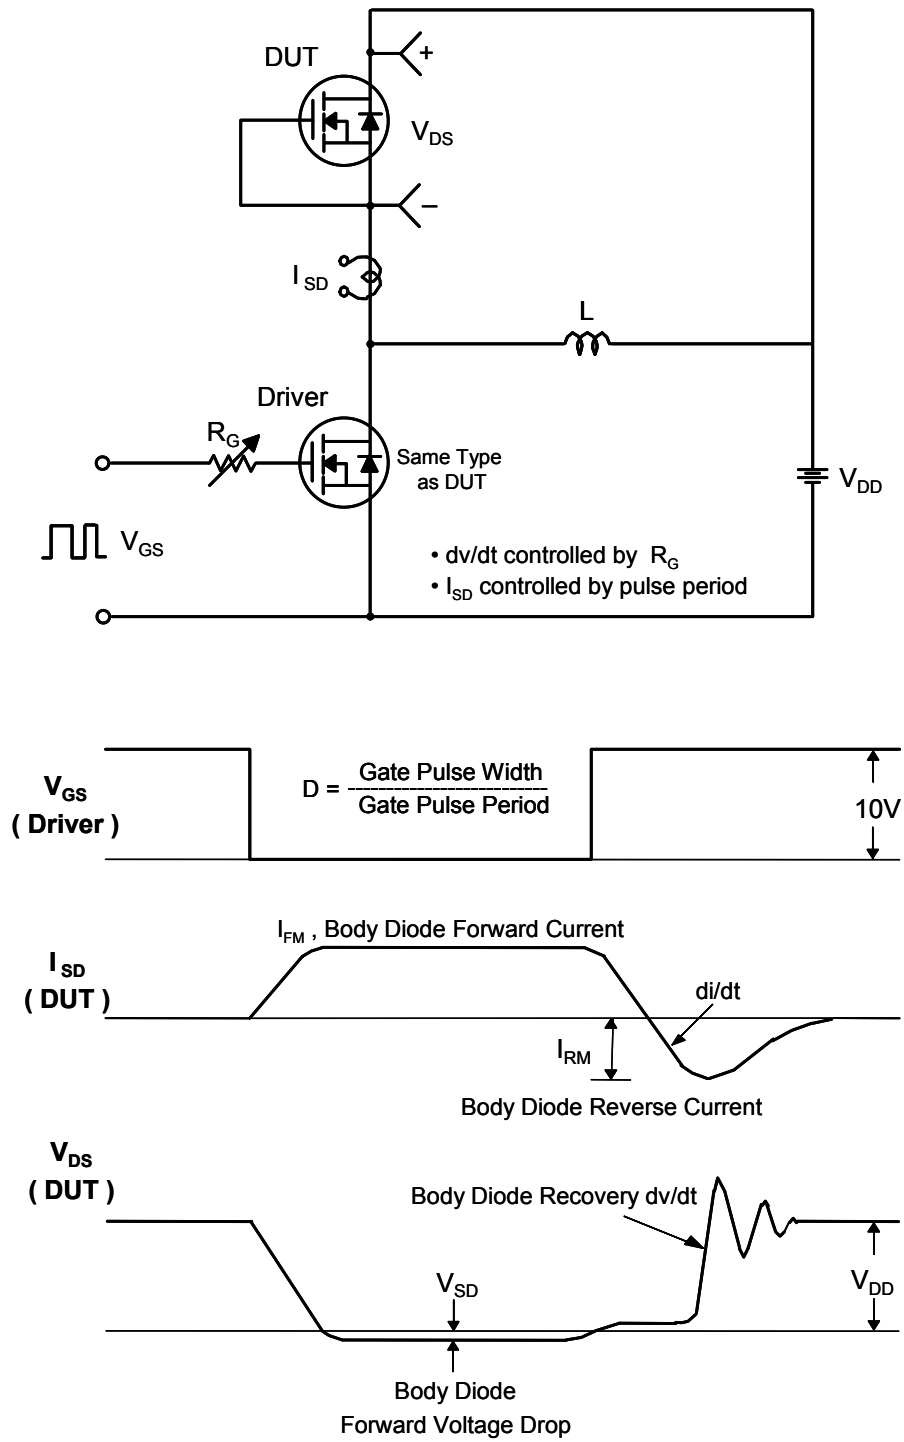 DUT
+
V_DS
−
I_SD
L
Driver
R_G
Same Type
as DUT
V_DD
V_GS
• dv/dt controlled by R_G
• I_SD controlled by pulse period
V_GS
( Driver )
D = Gate Pulse Width
--------------------------
Gate Pulse Period
10V
I_FM , Body Diode Forward Current
I_SD
( DUT )
di/dt
I_RM
Body Diode Reverse Current
V_DS
( DUT )
Body Diode Recovery dv/dt
V_SD
V_DD
Body Diode
Forward Voltage Drop